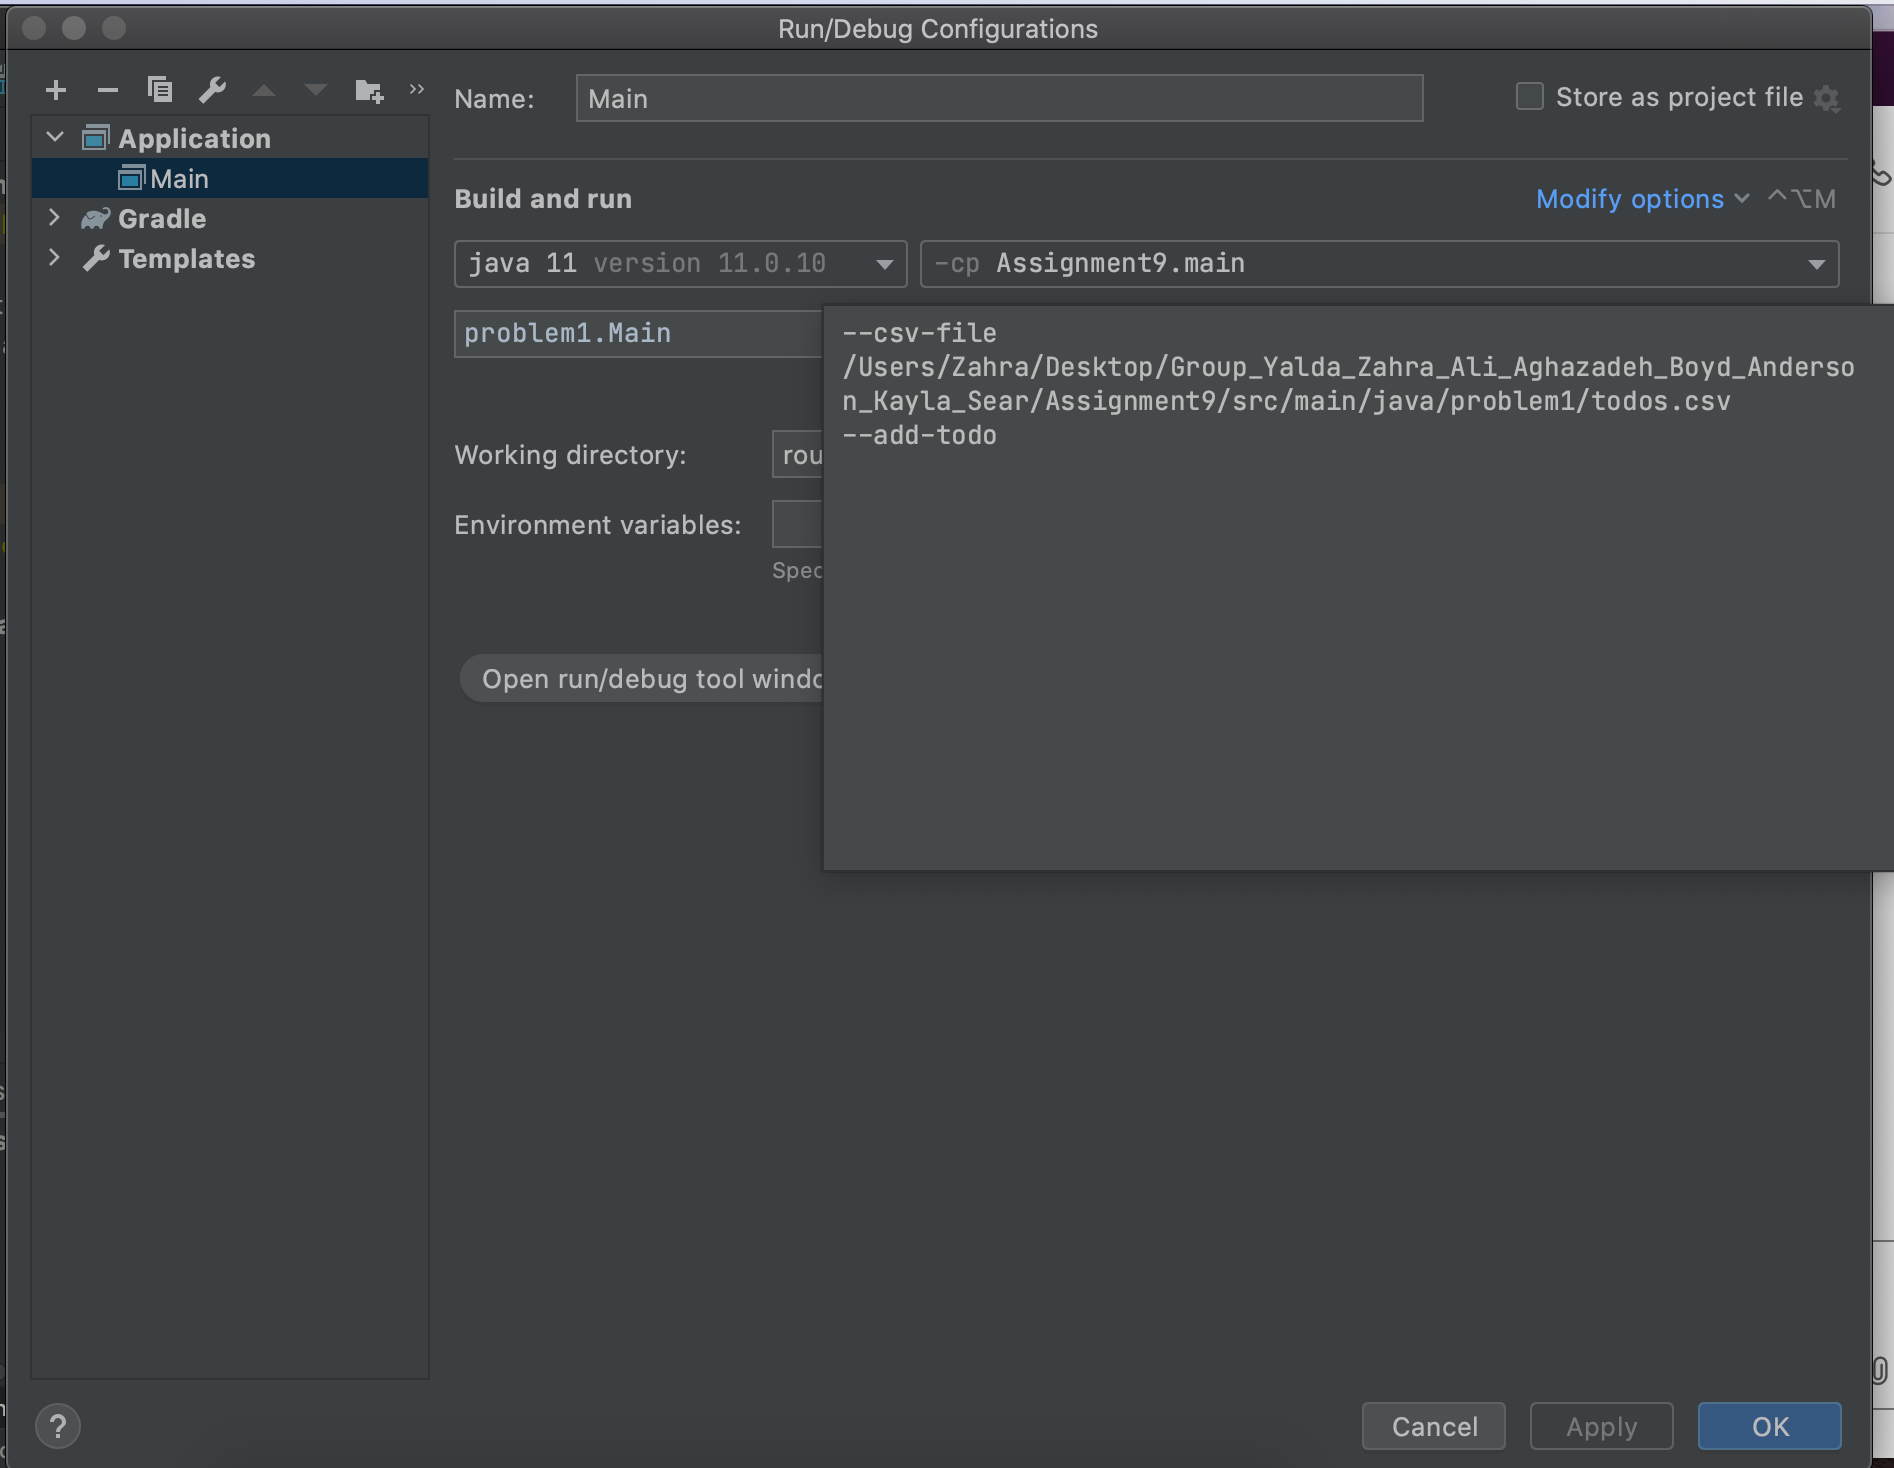 Run/Debug Configurations
Name: Main
Store as project file
Application
Main
Gradle
Templates
Build and run
Modify options ^⌥M
java 11 version 11.0.10
-cp Assignment9.main
problem1.Main
--csv-file
/Users/Zahra/Desktop/Group_Yalda_Zahra_Ali_Aghazadeh_Boyd_Anderso
n_Kayla_Sear/Assignment9/src/main/java/problem1/todos.csv
--add-todo
Working directory: rou
Environment variables:
Spec
Open run/debug tool windo
?
Cancel
Apply
OK